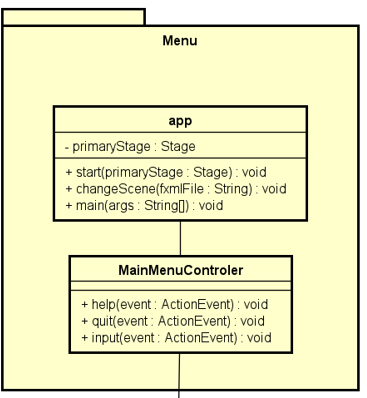 Menu
app
- primaryStage : Stage
+ start(primaryStage : Stage) : void
+ changeScene(fxmlFile : String) : void
+ main(args : String[]) : void
MainMenuControler
+ help(event : ActionEvent) : void
+ quit(event : ActionEvent) : void
+ input(event : ActionEvent) : void